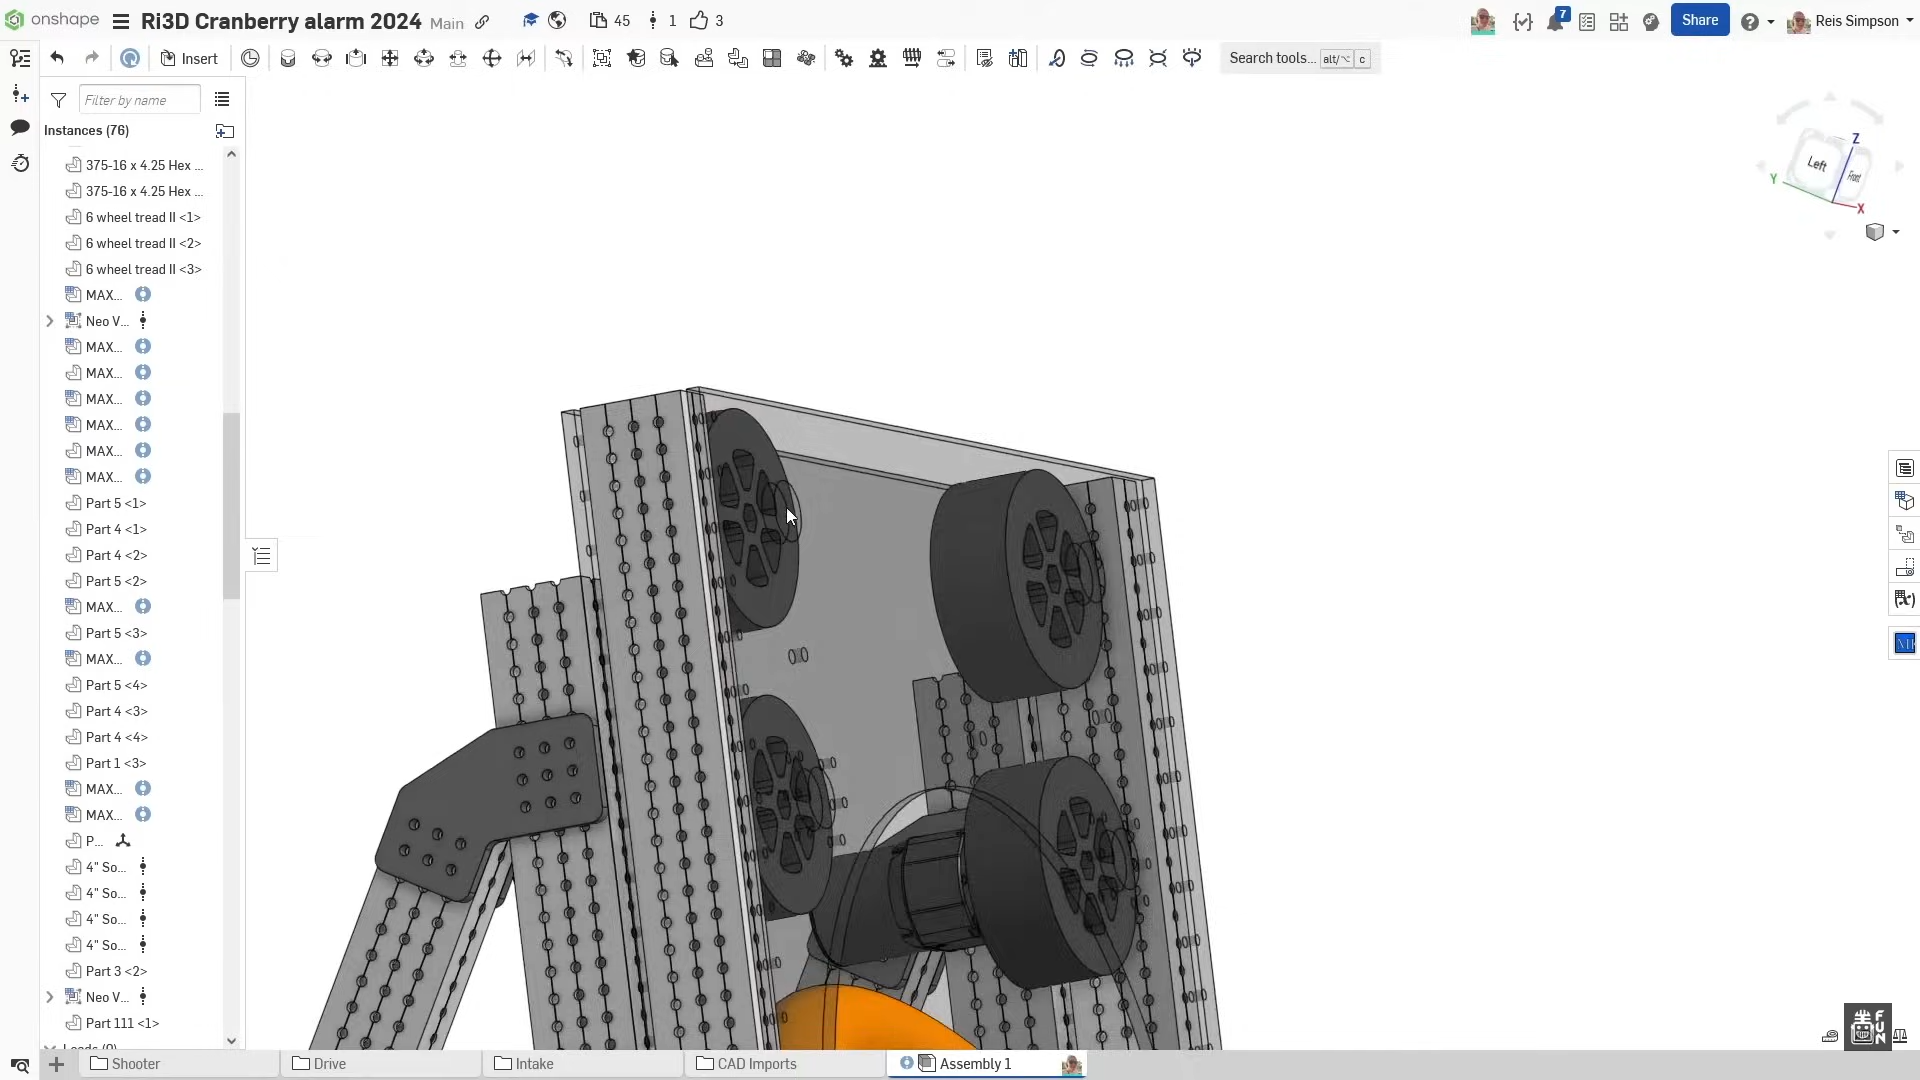 onshape
Ri3D Cranberry alarm 2024
Main
45
1
3
7
Share
Reis Simpson
Insert
Search tools...
alt/⌥
c
Filter by name
Instances (76)
375-16 x 4.25 Hex ...
375-16 x 4.25 Hex ...
6 wheel tread II <1>
6 wheel tread II <2>
6 wheel tread II <3>
MAX...
Neo V...
MAX...
MAX...
MAX...
MAX...
MAX...
MAX...
Part 5 <1>
Part 4 <1>
Part 4 <2>
Part 5 <2>
MAX...
Part 5 <3>
MAX...
Part 5 <4>
Part 4 <3>
Part 4 <4>
Part 1 <3>
MAX...
MAX...
P...
4" So...
4" So...
4" So...
4" So...
Part 3 <2>
Neo V...
Part 111 <1>
Loads (0)
Z
Left
Front
Y
X
(x)
FUN
Shooter
Drive
Intake
CAD Imports
Assembly 1